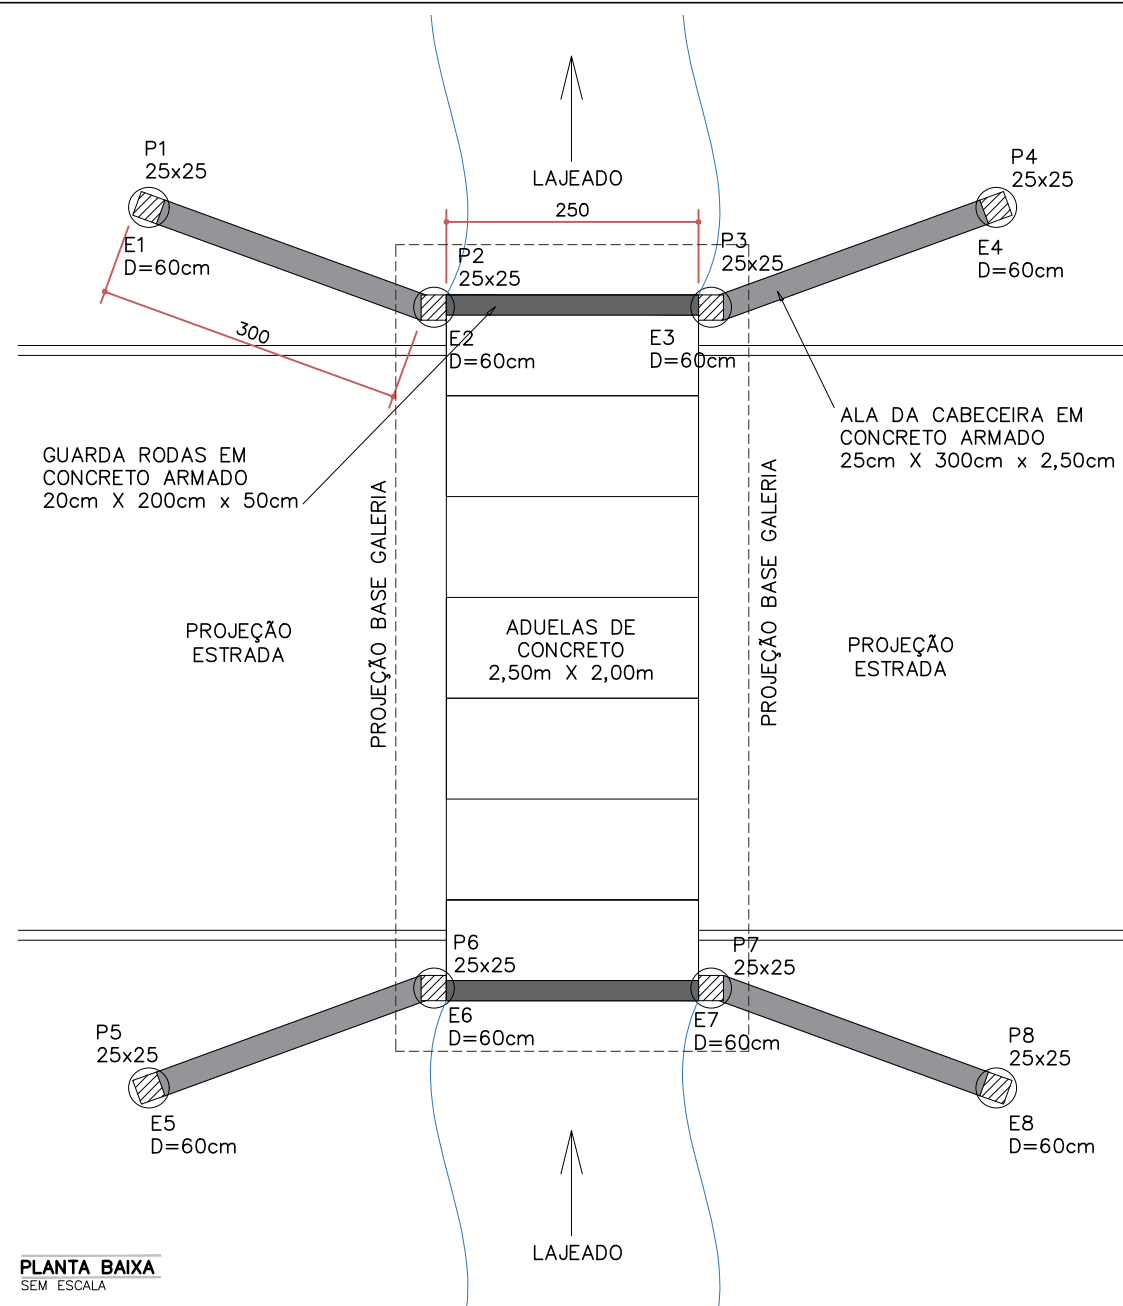 P1
25x25
P4
25x25
LAJEADO
250
P3
25x25
E1
D=60cm
P2
25x25
E4
D=60cm
300
E2
D=60cm
E3
D=60cm
GUARDA RODAS EM
CONCRETO ARMADO
20cm X 200cm x 50cm
ALA DA CABECEIRA EM
CONCRETO ARMADO
25cm X 300cm x 2,50cm
PROJEÇÃO BASE GALERIA
PROJEÇÃO BASE GALERIA
PROJEÇÃO
ESTRADA
ADUELAS DE
CONCRETO
2,50m X 2,00m
PROJEÇÃO
ESTRADA
P6
25x25
P7
25x25
E6
D=60cm
E7
D=60cm
P5
25x25
P8
25x25
E5
D=60cm
E8
D=60cm
LAJEADO
PLANTA BAIXA
SEM ESCALA